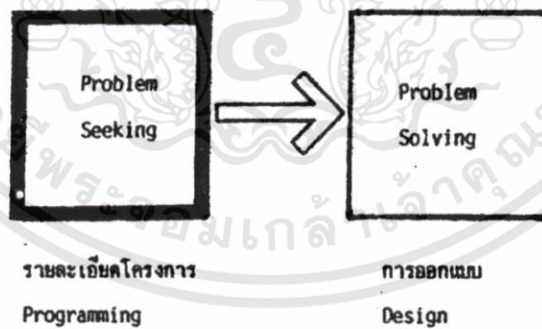 Problem
Seeking
Problem
Solving
รายละเอียดโครงการ
การออกแบบ
Programming
Design